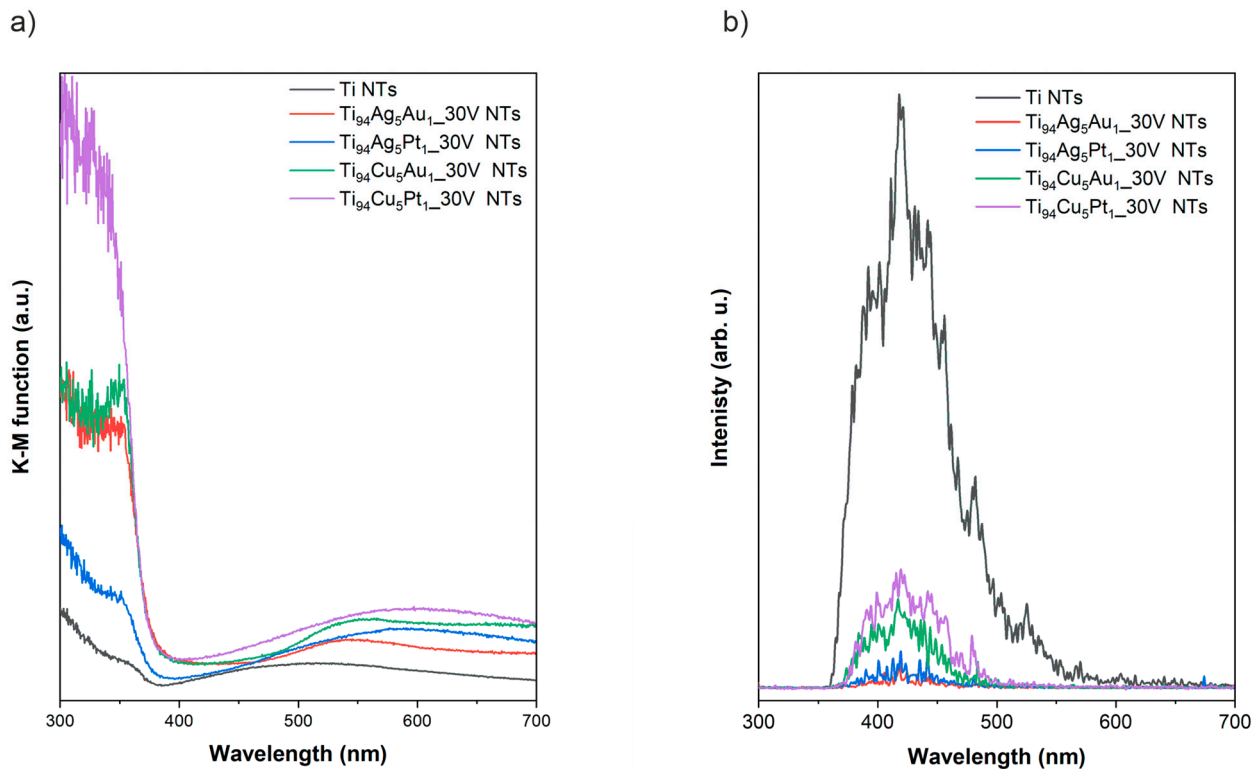 a)
Ti NTs
Ti₉₄Ag₅Au₁_30V NTs
Ti₉₄Ag₅Pt₁_30V NTs
Ti₉₄Cu₅Au₁_30V NTs
Ti₉₄Cu₅Pt₁_30V NTs
K-M function (a.u.)
300 400 500 600 700
Wavelength (nm)
b)
Ti NTs
Ti₉₄Ag₅Au₁_30V NTs
Ti₉₄Ag₅Pt₁_30V NTs
Ti₉₄Cu₅Au₁_30V NTs
Ti₉₄Cu₅Pt₁_30V NTs
Intenisty (arb. u.)
300 400 500 600 700
Wavelength (nm)